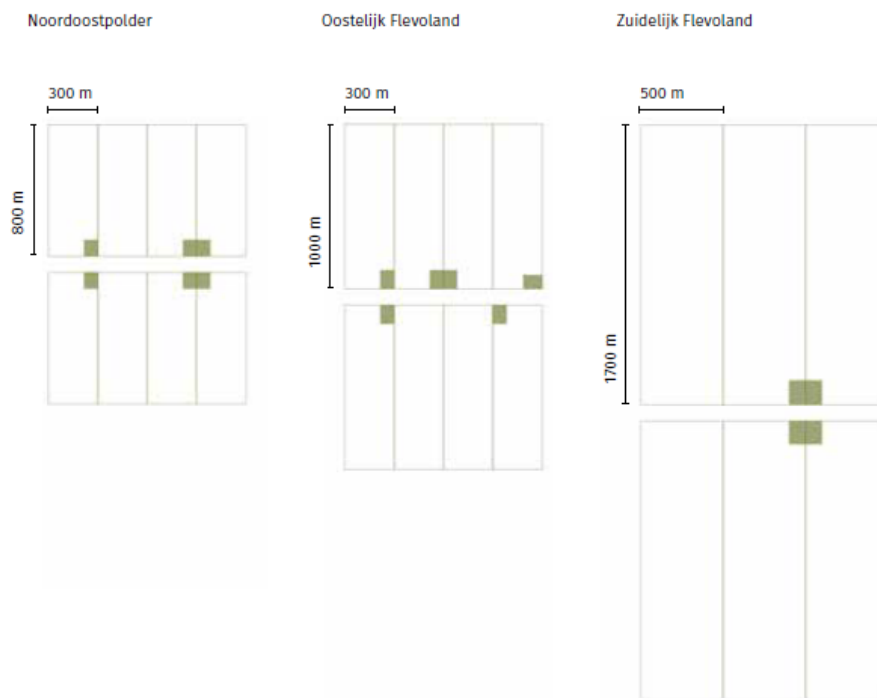 Noordoostpolder
Oostelijk Flevoland
Zuidelijk Flevoland
300 m
300 m
500 m
800 m
1000 m
1700 m